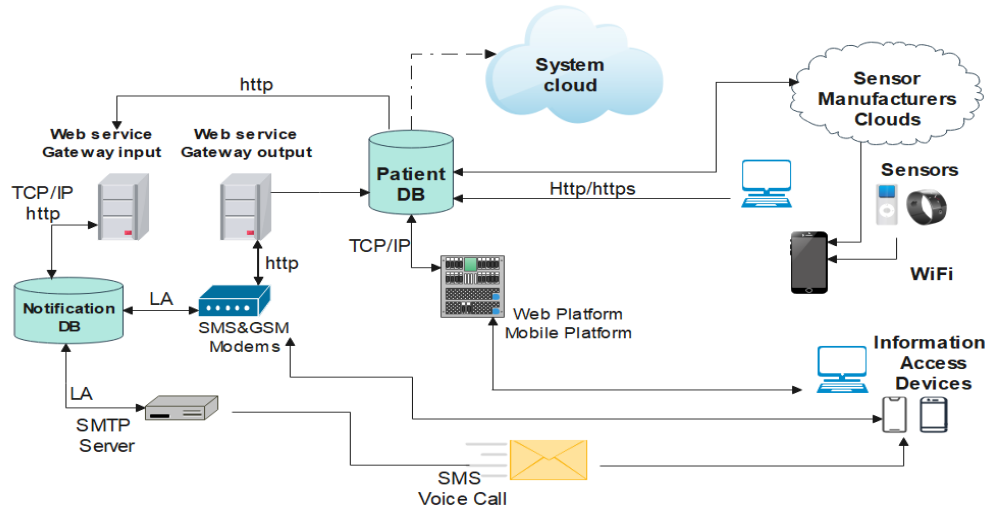 System
cloud
http
Sensor
Manufacturers
Clouds
Web service
Gateway input
Web service
Gateway output
Patient
DB
Sensors
TCP/IP
http
Http/https
TCP/IP
http
WiFi
Notification
DB
LA
SMS&GSM
Modems
Web Platform
Mobile Platform
Information
Access
Devices
LA
SMTP
Server
SMS
Voice Call